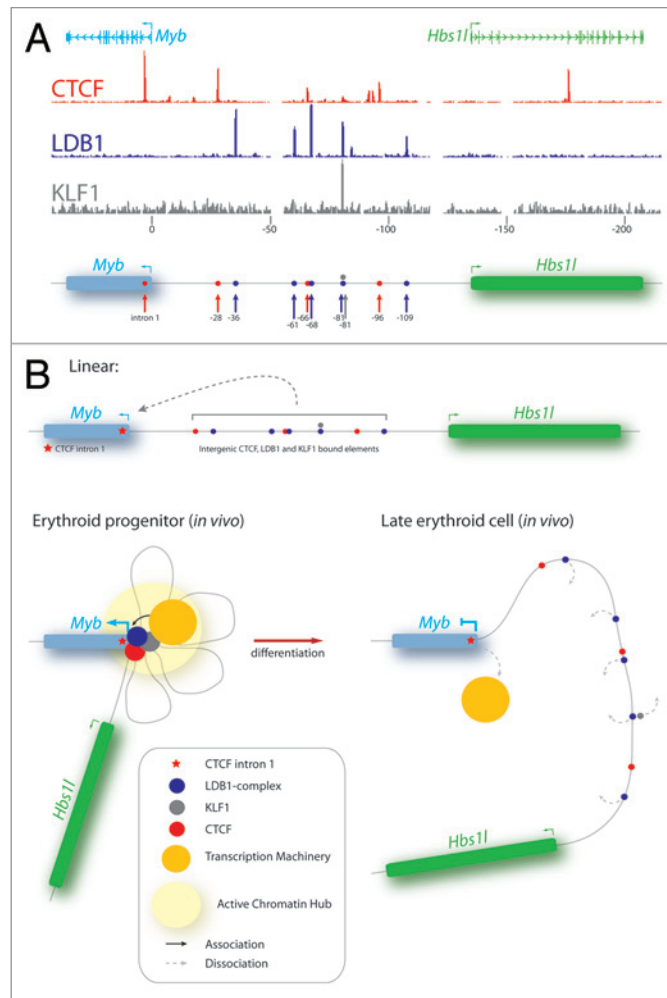 A
Myb
Hbs1l
CTCF
LDB1
KLF1
0
-50
-100
-150
-200
Myb
Hbs1l
intron 1
-28
-36
-61
-66
-68
-81
-81
-96
-109
B
Linear:
Myb
Hbs1l
CTCF intron 1
Intergenic CTCF, LDB1 and KLF1 bound elements
Erythroid progenitor (in vivo)
Late erythroid cell (in vivo)
Myb
differentiation
Myb
Hbs1l
Hbs1l
CTCF intron 1
LDB1-complex
KLF1
CTCF
Transcription Machinery
Active Chromatin Hub
Association
Dissociation